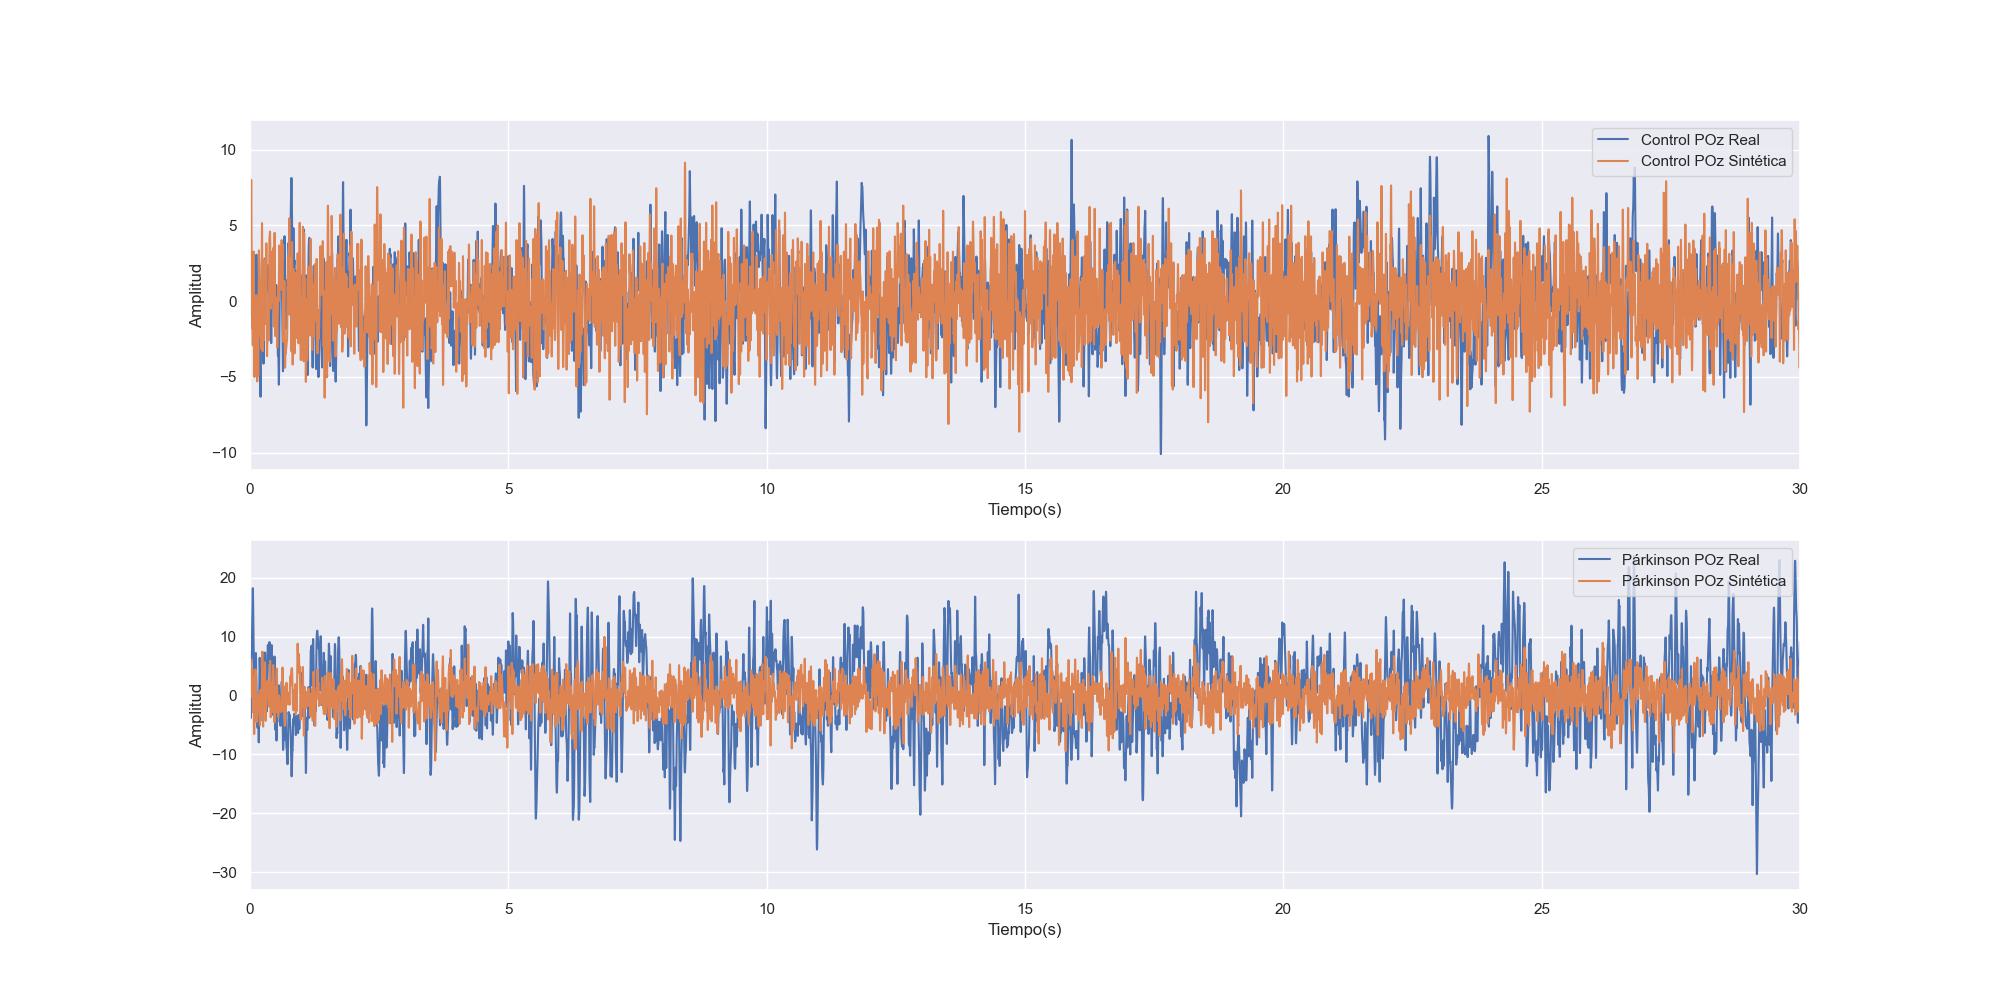 Control POz Real
Control POz Sintética
10
5
0
−5
−10
Amplitud
0 5 10 15 20 25 30
Tiempo(s)
Párkinson POz Real
Párkinson POz Sintética
20
10
0
−10
−20
−30
Amplitud
0 5 10 15 20 25 30
Tiempo(s)